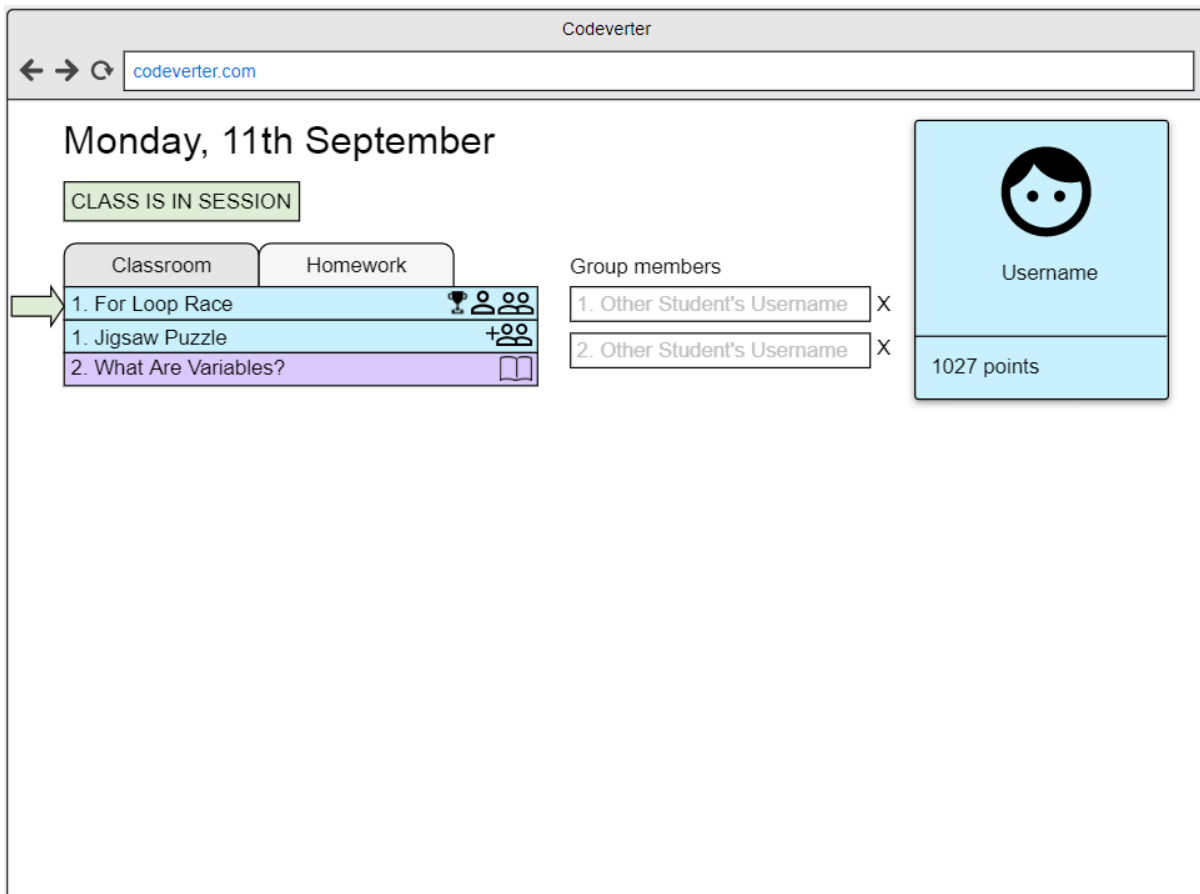 Codeverter
codeverter.com
Monday, 11th September
CLASS IS IN SESSION
Classroom
Homework
1. For Loop Race
1. Jigsaw Puzzle
2. What Are Variables?
Group members
1. Other Student's Username X
2. Other Student's Username X
Username
1027 points